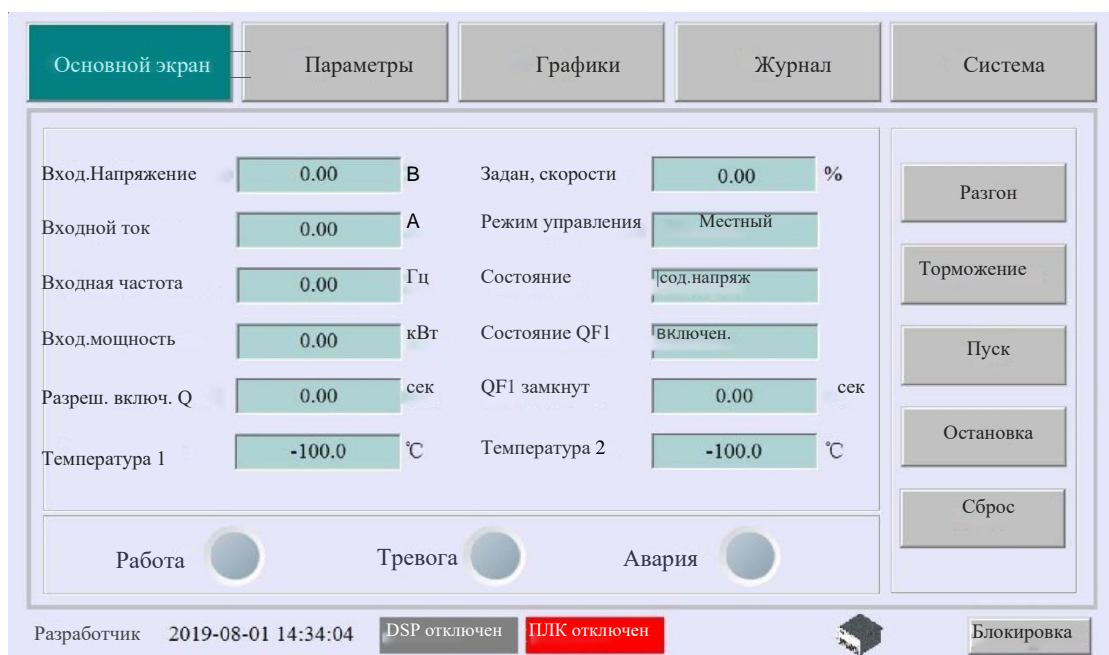 Основной экран
Параметры
Графики
Журнал
Система
Вход.Напряжение 0.00 В
Задан, скорости 0.00 %
Разгон
Входной ток 0.00 А
Режим управления Местный
Торможение
Входная частота 0.00 Гц
Состояние сод.напряж
Вход.мощность 0.00 кВт
Состояние QF1 включен.
Пуск
Разреш. включ. Q 0.00 сек
QF1 замкнут 0.00 сек
Остановка
Температура 1 -100.0 ℃
Температура 2 -100.0 ℃
Сброс
Работа
Тревога
Авария
Разработчик 2019-08-01 14:34:04 DSP отключен ПЛК отключен Блокировка